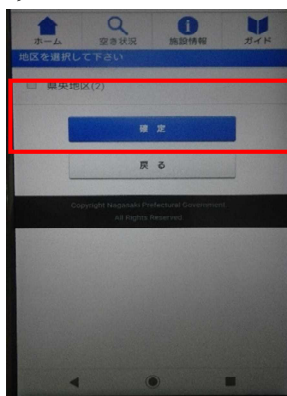 ホーム 空き状況 施設情報 ガイド
地区を選択して下さい
県央地区(2)
確 定
戻 る
Copyright Nagasaki Prefectural Government
All Rights Reserved.